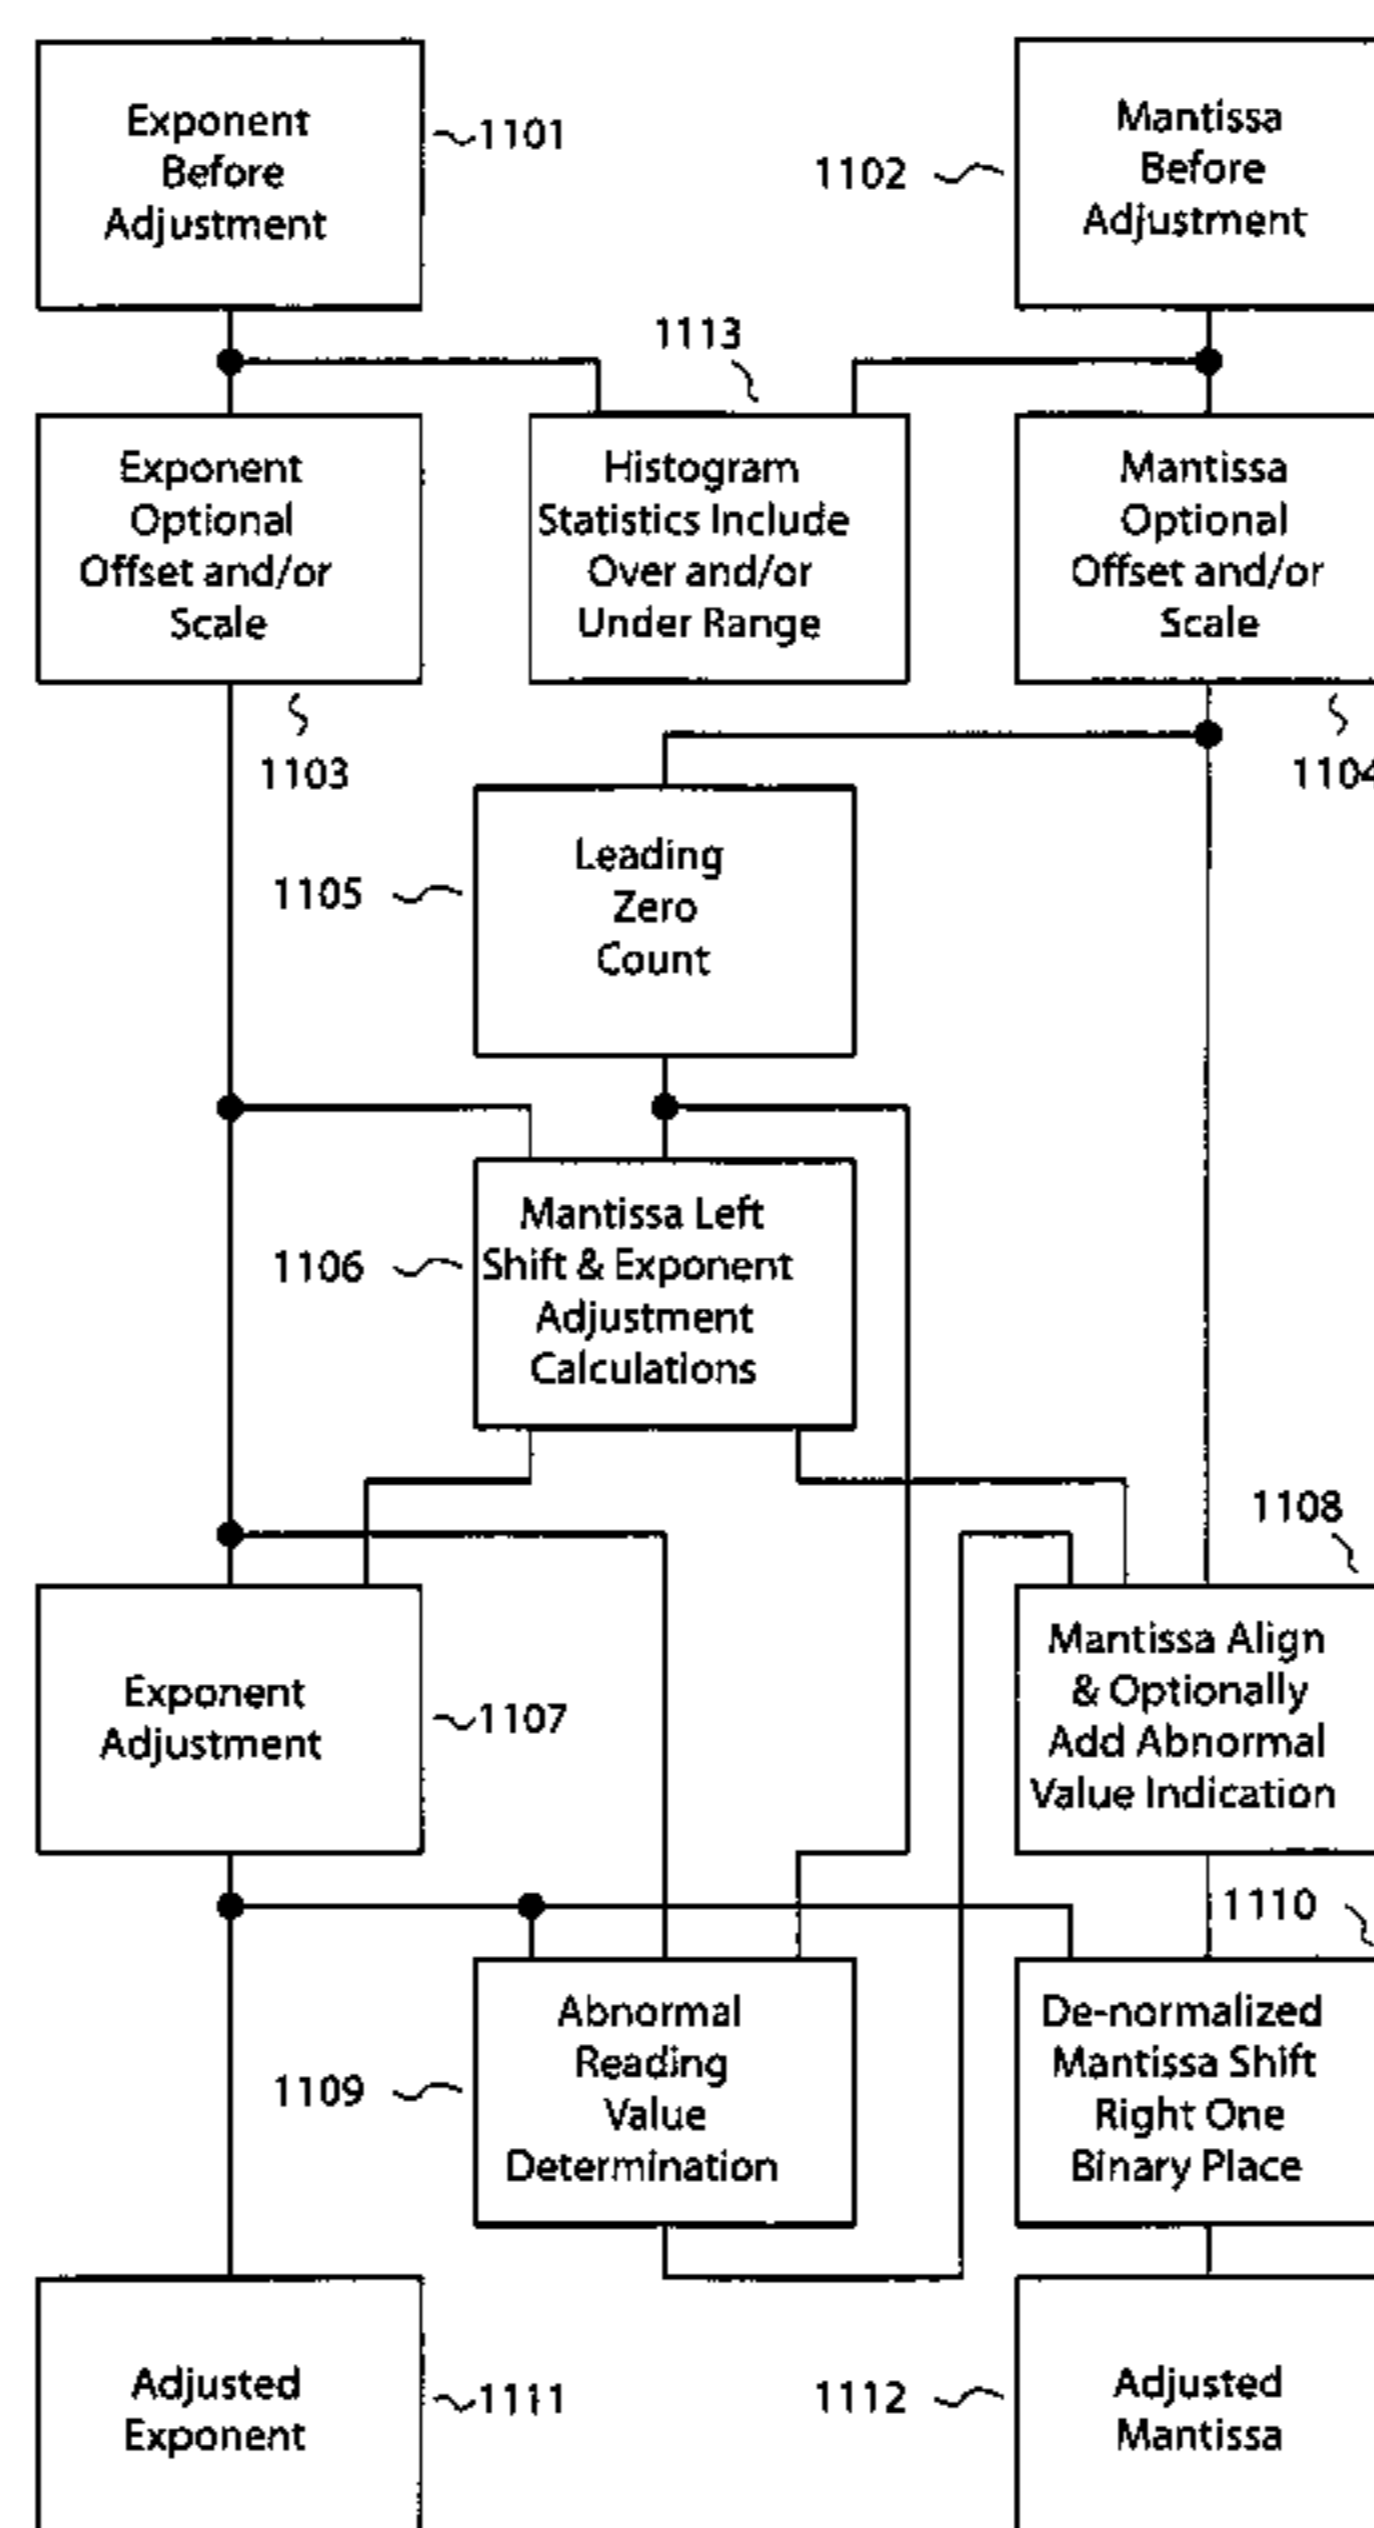 Exponent
Before
Adjustment
1101
1102
Mantissa
Before
Adjustment
1113
Exponent
Optional
Offset and/or
Scale
Histogram
Statistics Include
Over and/or
Under Range
Mantissa
Optional
Offset and/or
Scale
1103
1104
1105
Leading
Zero
Count
1106
Mantissa Left
Shift & Exponent
Adjustment
Calculations
1108
Exponent
Adjustment
1107
Mantissa Align
& Optionally
Add Abnormal
Value Indication
1110
1109
Abnormal
Reading
Value
Determination
De-normalized
Mantissa Shift
Right One
Binary Place
Adjusted
Exponent
1111
1112
Adjusted
Mantissa